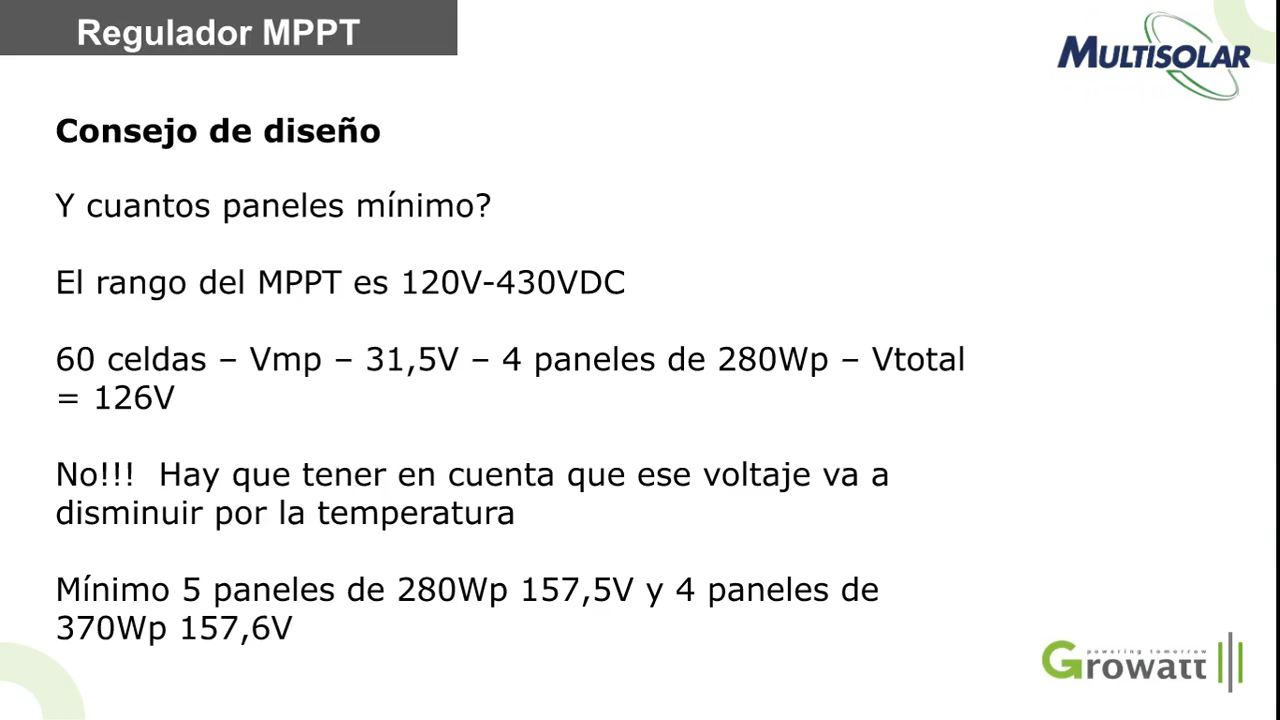 Regulador MPPT
MULTISOLAR
Consejo de diseño
Y cuantos paneles mínimo?
El rango del MPPT es 120V-430VDC
60 celdas – Vmp – 31,5V – 4 paneles de 280Wp – Vtotal
= 126V
No!!!  Hay que tener en cuenta que ese voltaje va a
disminuir por la temperatura
Mínimo 5 paneles de 280Wp 157,5V y 4 paneles de
370Wp 157,6V
powering tomorrow
Growatt